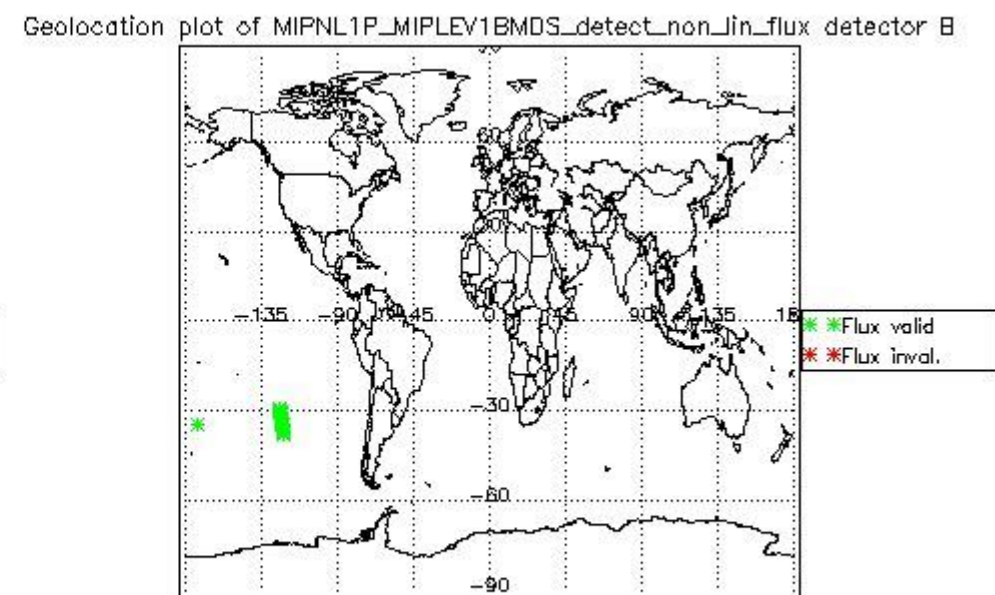 Geolocation plot of MIPNL1P_MIPLEV1BMDS_detect_non_lin_flux detector B
60
-135 -90 -45 0 45 90 135 18
Flux valid
Flux inval.
-30
-60
-90